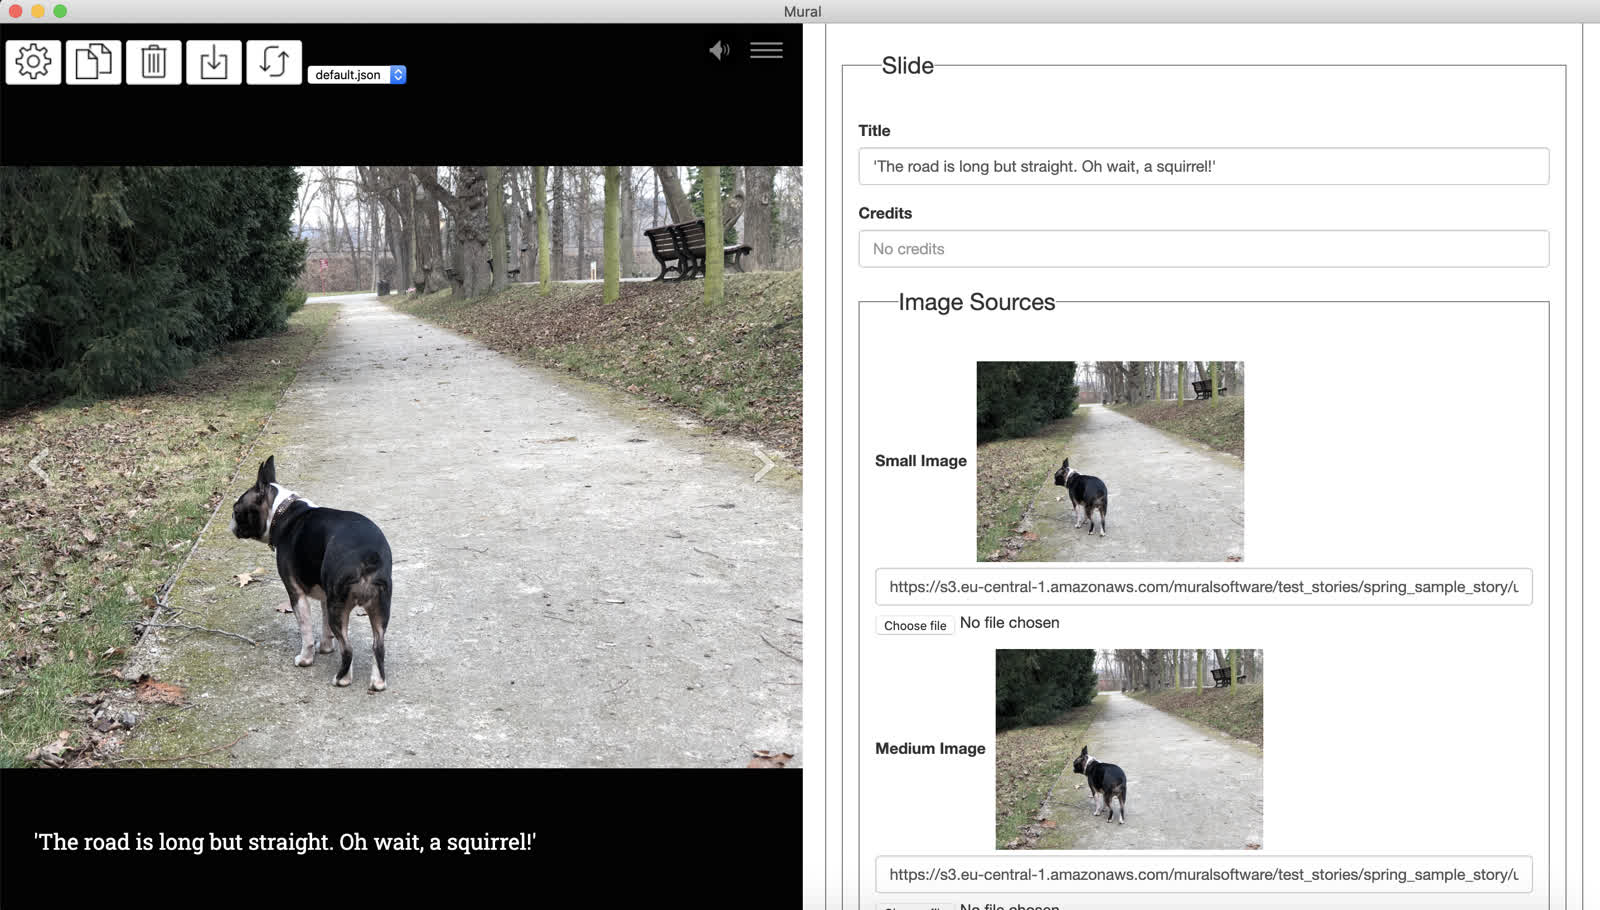 Mural
default.json
'The road is long but straight. Oh wait, a squirrel!'
Slide
Title
'The road is long but straight. Oh wait, a squirrel!'
Credits
No credits
Image Sources
Small Image
https://s3.eu-central-1.amazonaws.com/muralsoftware/test_stories/spring_sample_story/u
Choose file No file chosen
Medium Image
https://s3.eu-central-1.amazonaws.com/muralsoftware/test_stories/spring_sample_story/u
Choose file No file chosen